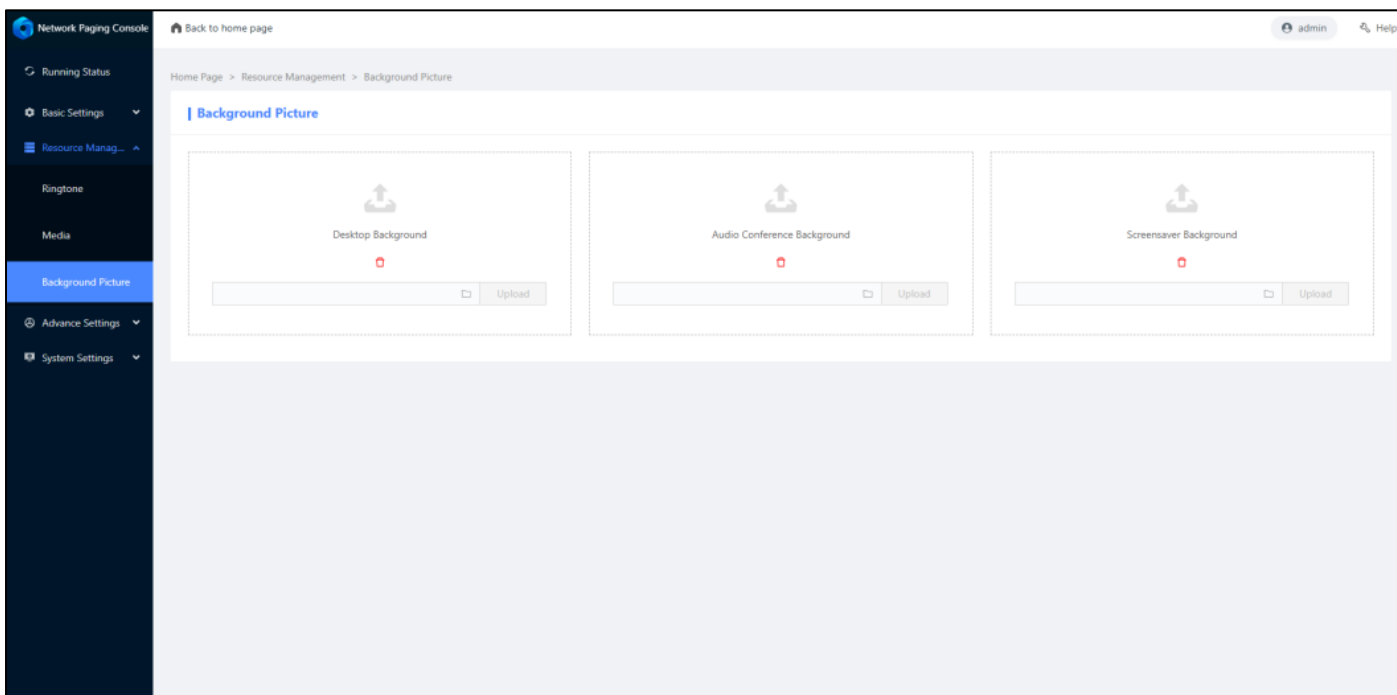 Network Paging Console
Back to home page
admin
Help
Running Status
Home Page > Resource Management > Background Picture
Basic Settings
Background Picture
Resource Manag...
Ringtone
Media
Background Picture
Advance Settings
System Settings
Desktop Background
Upload
Audio Conference Background
Upload
Screensaver Background
Upload